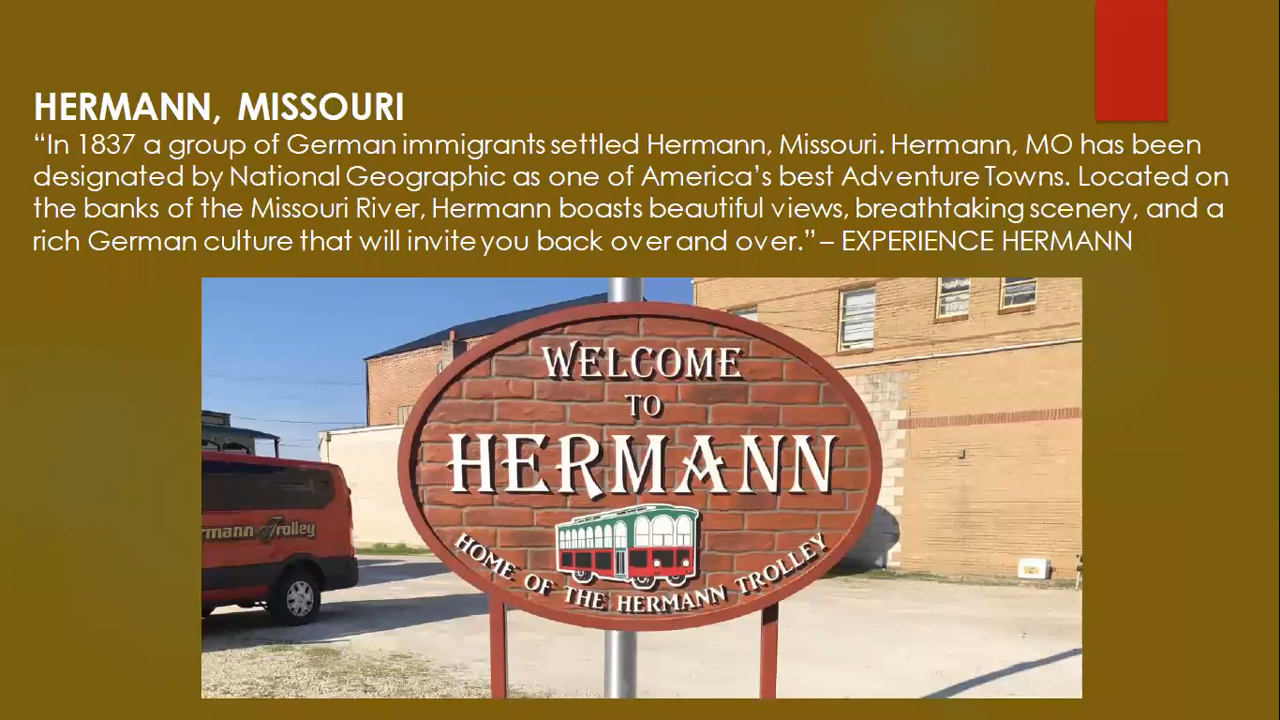 HERMANN, MISSOURI
“In 1837 a group of German immigrants settled Hermann, Missouri. Hermann, MO has been
designated by National Geographic as one of America’s best Adventure Towns. Located on
the banks of the Missouri River, Hermann boasts beautiful views, breathtaking scenery, and a
rich German culture that will invite you back over and over.” – EXPERIENCE HERMANN
WELCOME
TO
HERMANN
HOME OF THE HERMANN TROLLEY
rmann Trolley